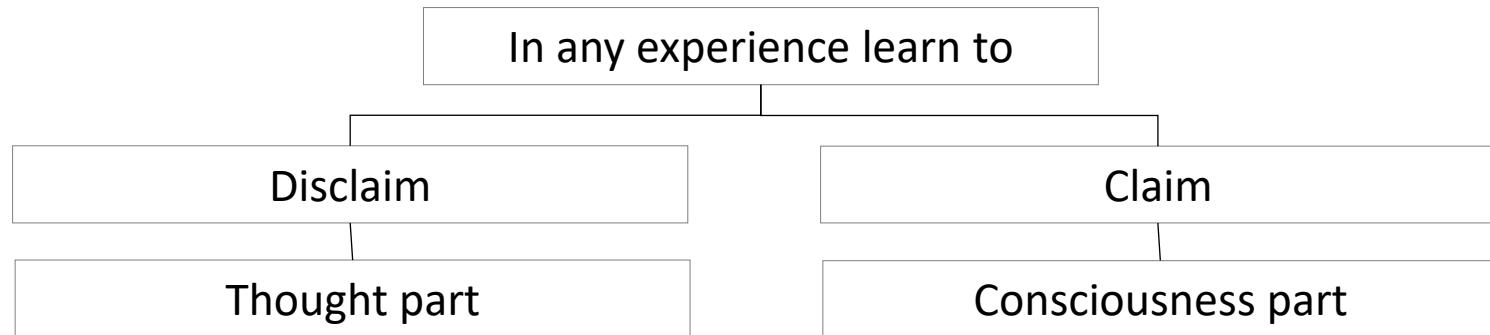 In any experience learn to
Disclaim
Claim
Thought part
Consciousness part